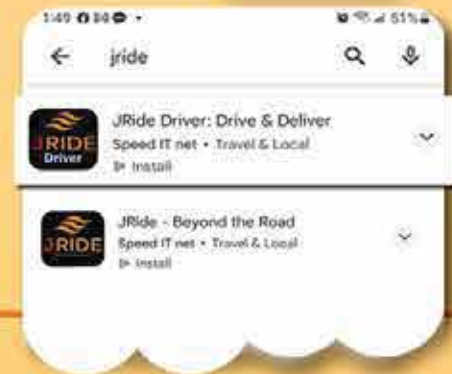 1:49
51%
jride
JRIDE
Driver
JRide Driver: Drive & Deliver
Speed IT net • Travel & Local
Install
JRIDE
JRide - Beyond the Road
Speed IT net • Travel & Local
Install